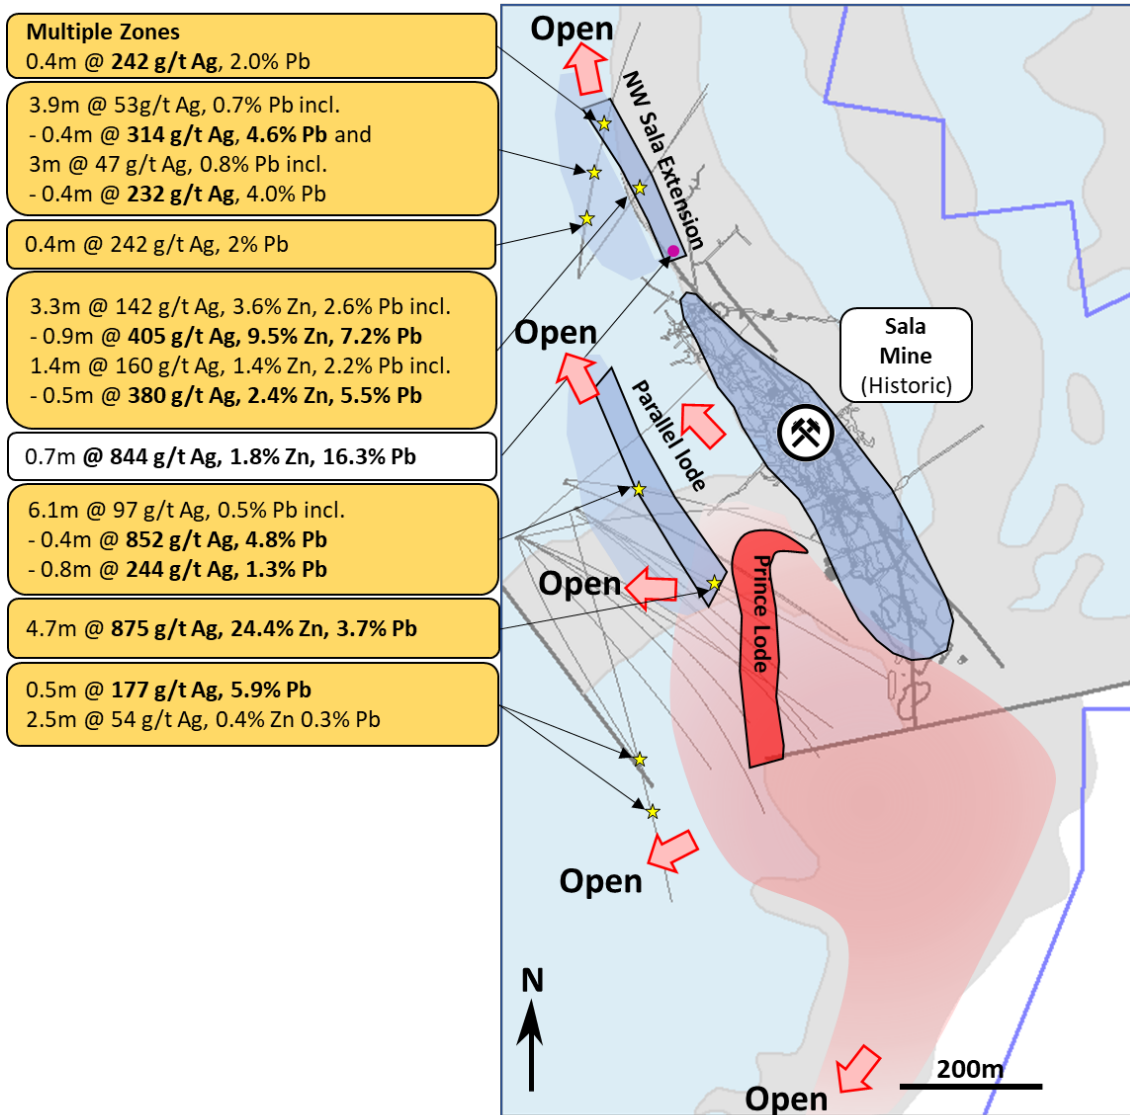 Multiple Zones
0.4m @ 242 g/t Ag, 2.0% Pb
3.9m @ 53g/t Ag, 0.7% Pb incl.
- 0.4m @ 314 g/t Ag, 4.6% Pb and
3m @ 47 g/t Ag, 0.8% Pb incl.
- 0.4m @ 232 g/t Ag, 4.0% Pb
0.4m @ 242 g/t Ag, 2% Pb
3.3m @ 142 g/t Ag, 3.6% Zn, 2.6% Pb incl.
- 0.9m @ 405 g/t Ag, 9.5% Zn, 7.2% Pb
1.4m @ 160 g/t Ag, 1.4% Zn, 2.2% Pb incl.
- 0.5m @ 380 g/t Ag, 2.4% Zn, 5.5% Pb
0.7m @ 844 g/t Ag, 1.8% Zn, 16.3% Pb
6.1m @ 97 g/t Ag, 0.5% Pb incl.
- 0.4m @ 852 g/t Ag, 4.8% Pb
- 0.8m @ 244 g/t Ag, 1.3% Pb
4.7m @ 875 g/t Ag, 24.4% Zn, 3.7% Pb
0.5m @ 177 g/t Ag, 5.9% Pb
2.5m @ 54 g/t Ag, 0.4% Zn 0.3% Pb
Open
NW Sala Extension
Open
Parallel lode
Sala
Mine
(Historic)
Open
Prince Lode
Open
N
200m
Open